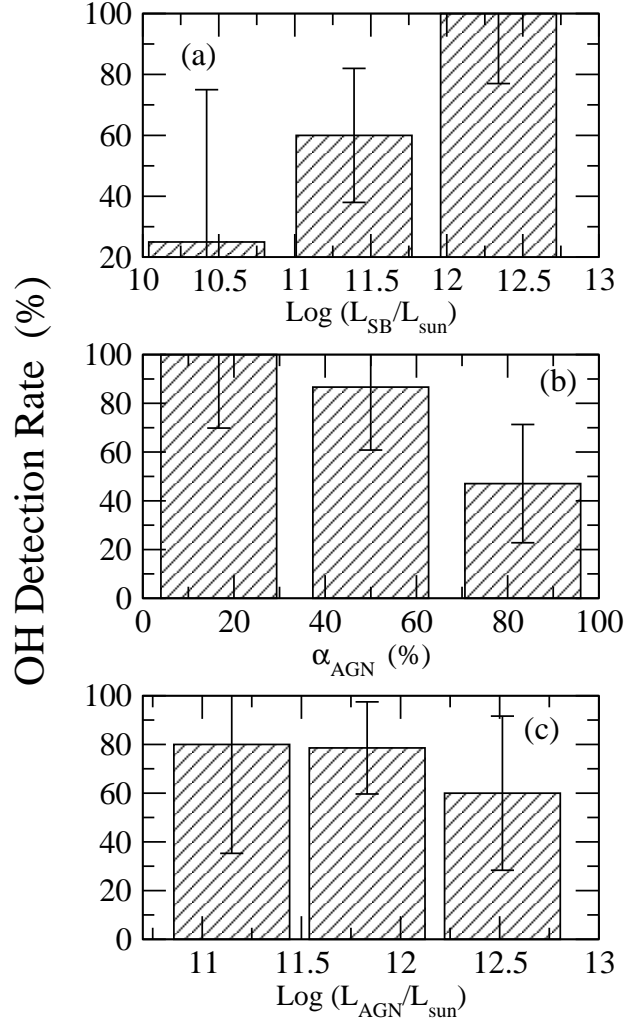 OH Detection Rate (%)
100
80
60
40
20
(a)
10 10.5 11 11.5 12 12.5 13
Log (L_SB/L_sun)
100
80
60
40
20
0
(b)
0 20 40 60 80 100
α_AGN (%)
100
80
60
40
20
0
(c)
11 11.5 12 12.5 13
Log (L_AGN/L_sun)